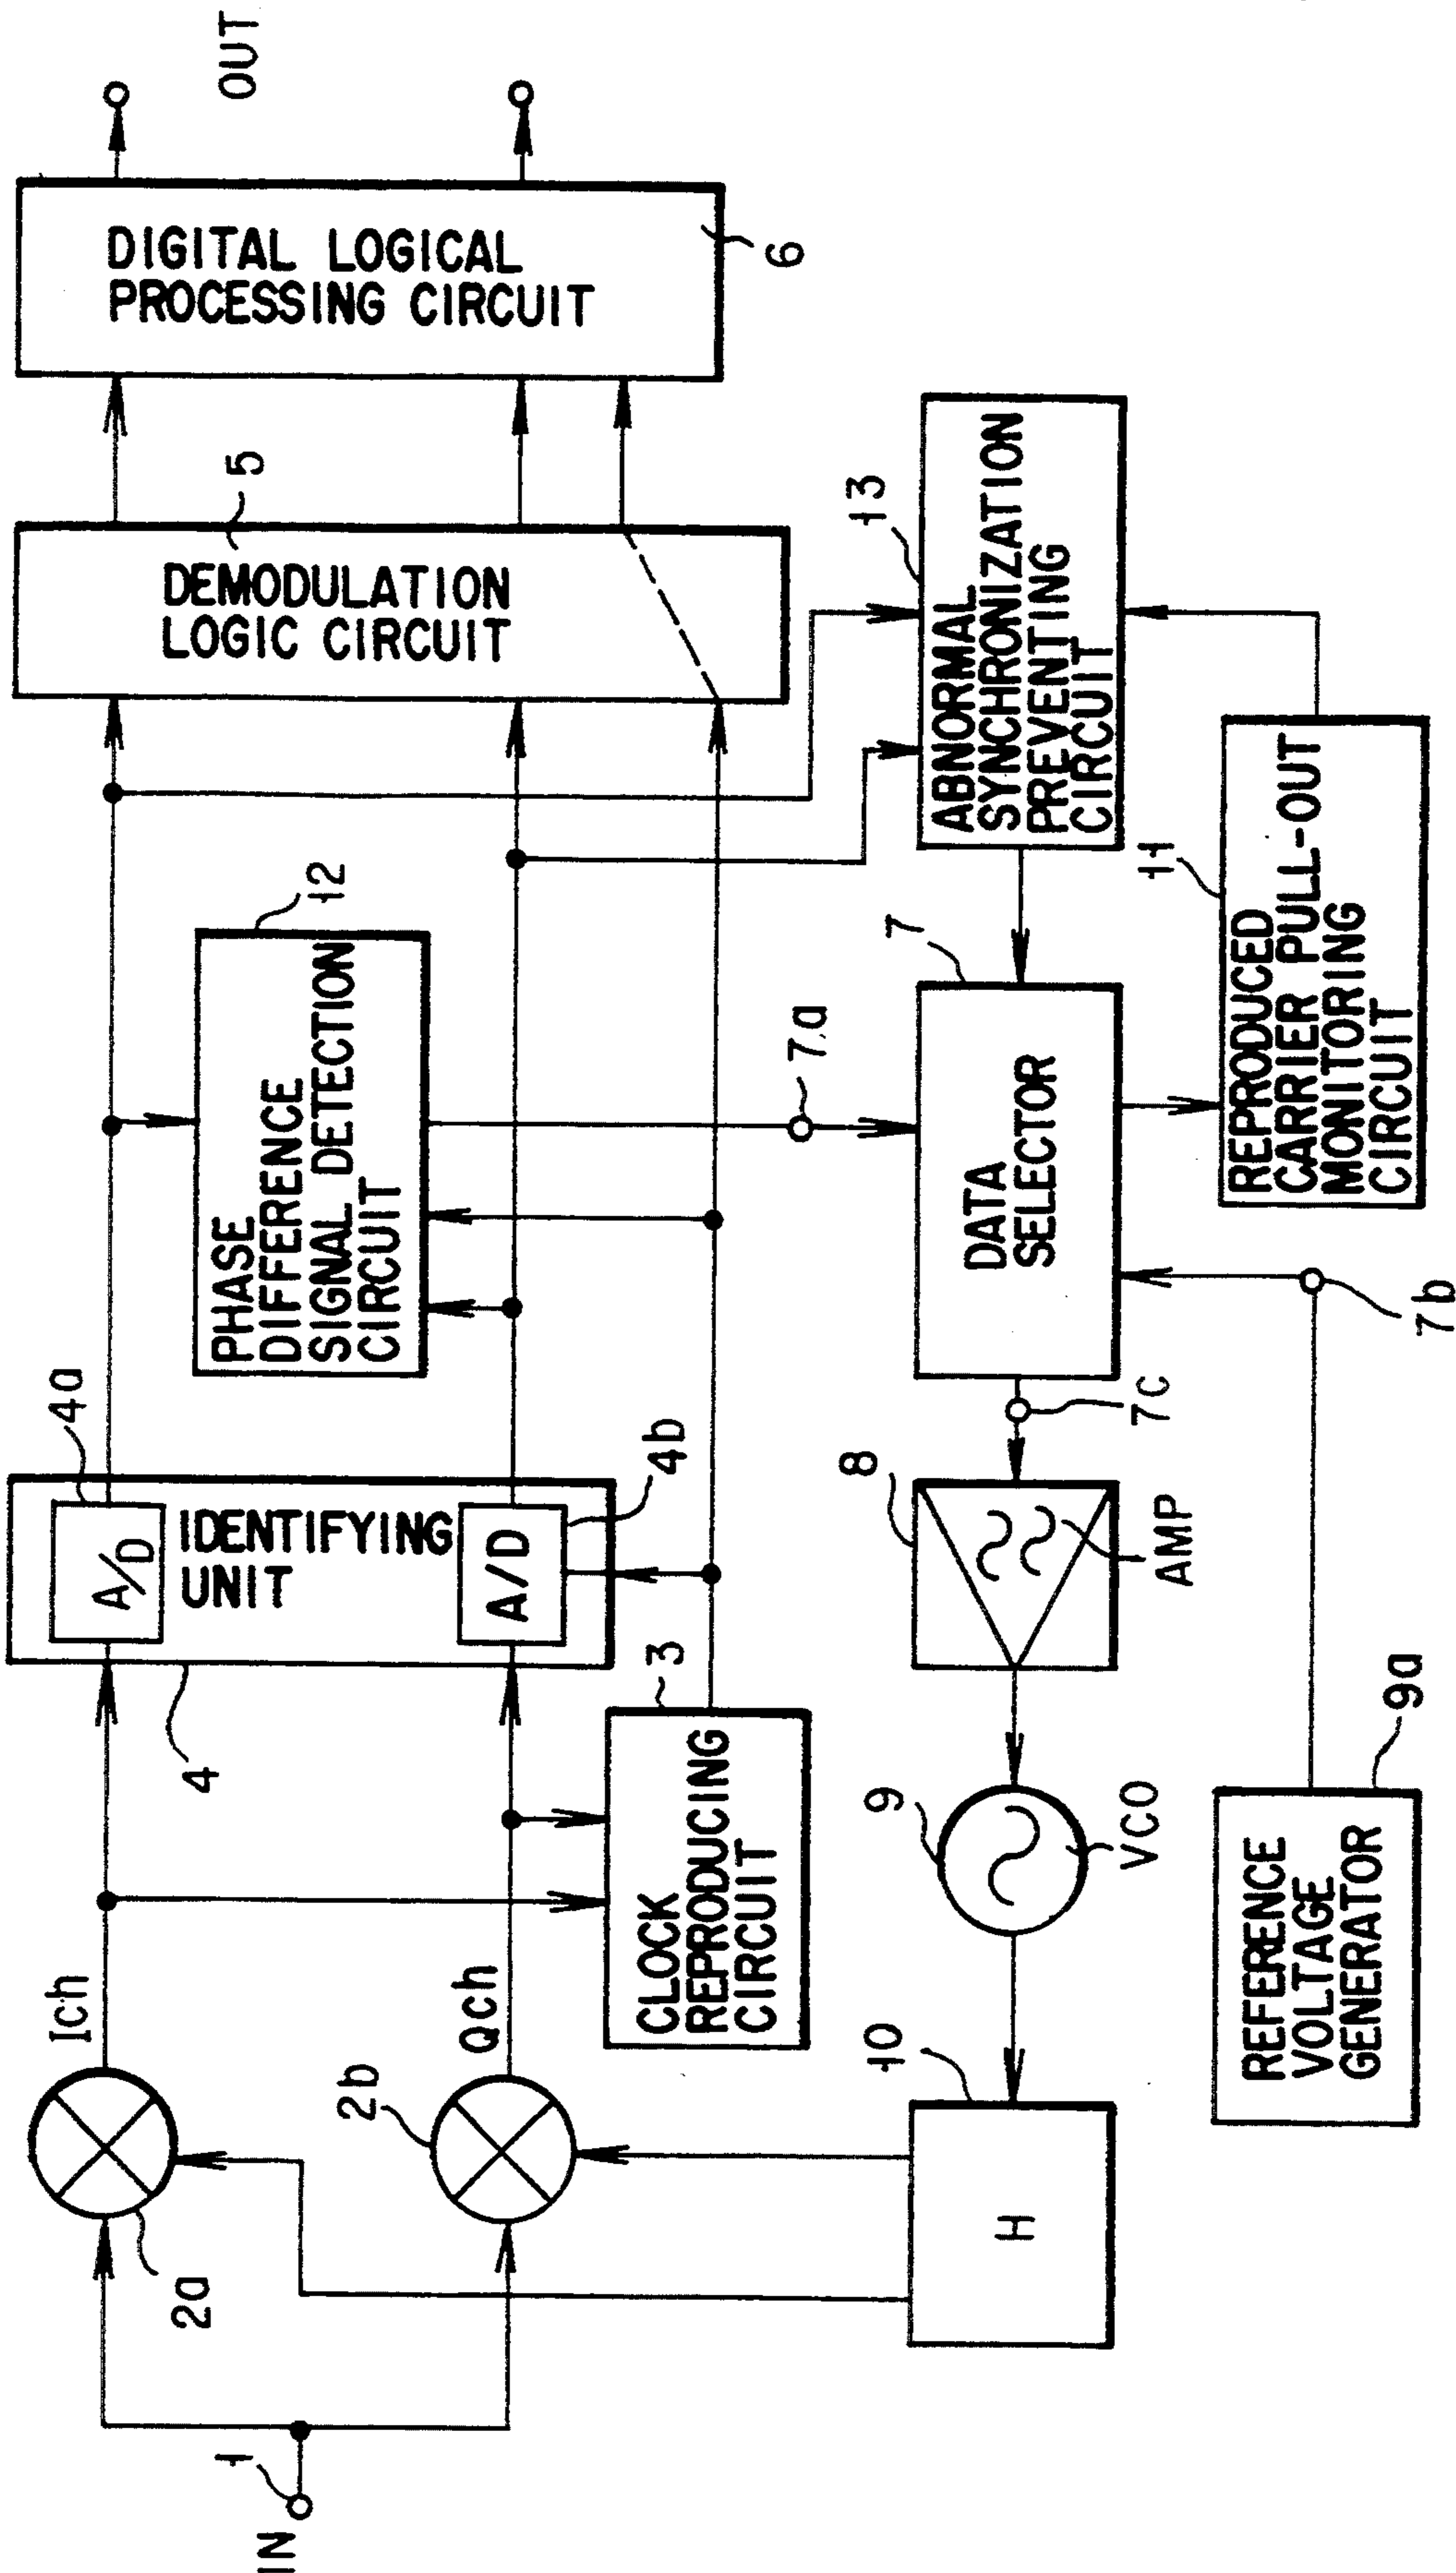 IN
1
2a
Ich
2b
Qch
4
A/D
4a
IDENTIFYING
UNIT
A/D
4b
CLOCK
REPRODUCING
CIRCUIT
3
PHASE
DIFFERENCE
SIGNAL DETECTION
CIRCUIT
12
DEMODULATION
LOGIC CIRCUIT
5
DIGITAL LOGICAL
PROCESSING CIRCUIT
6
OUT
H
10
9
VCO
8
AMP
7c
DATA
SELECTOR
7
7a
7b
ABNORMAL
SYNCHRONIZATION
PREVENTING
CIRCUIT
13
REFERENCE
VOLTAGE
GENERATOR
9a
REPRODUCED
CARRIER PULL-OUT
MONITORING
CIRCUIT
11